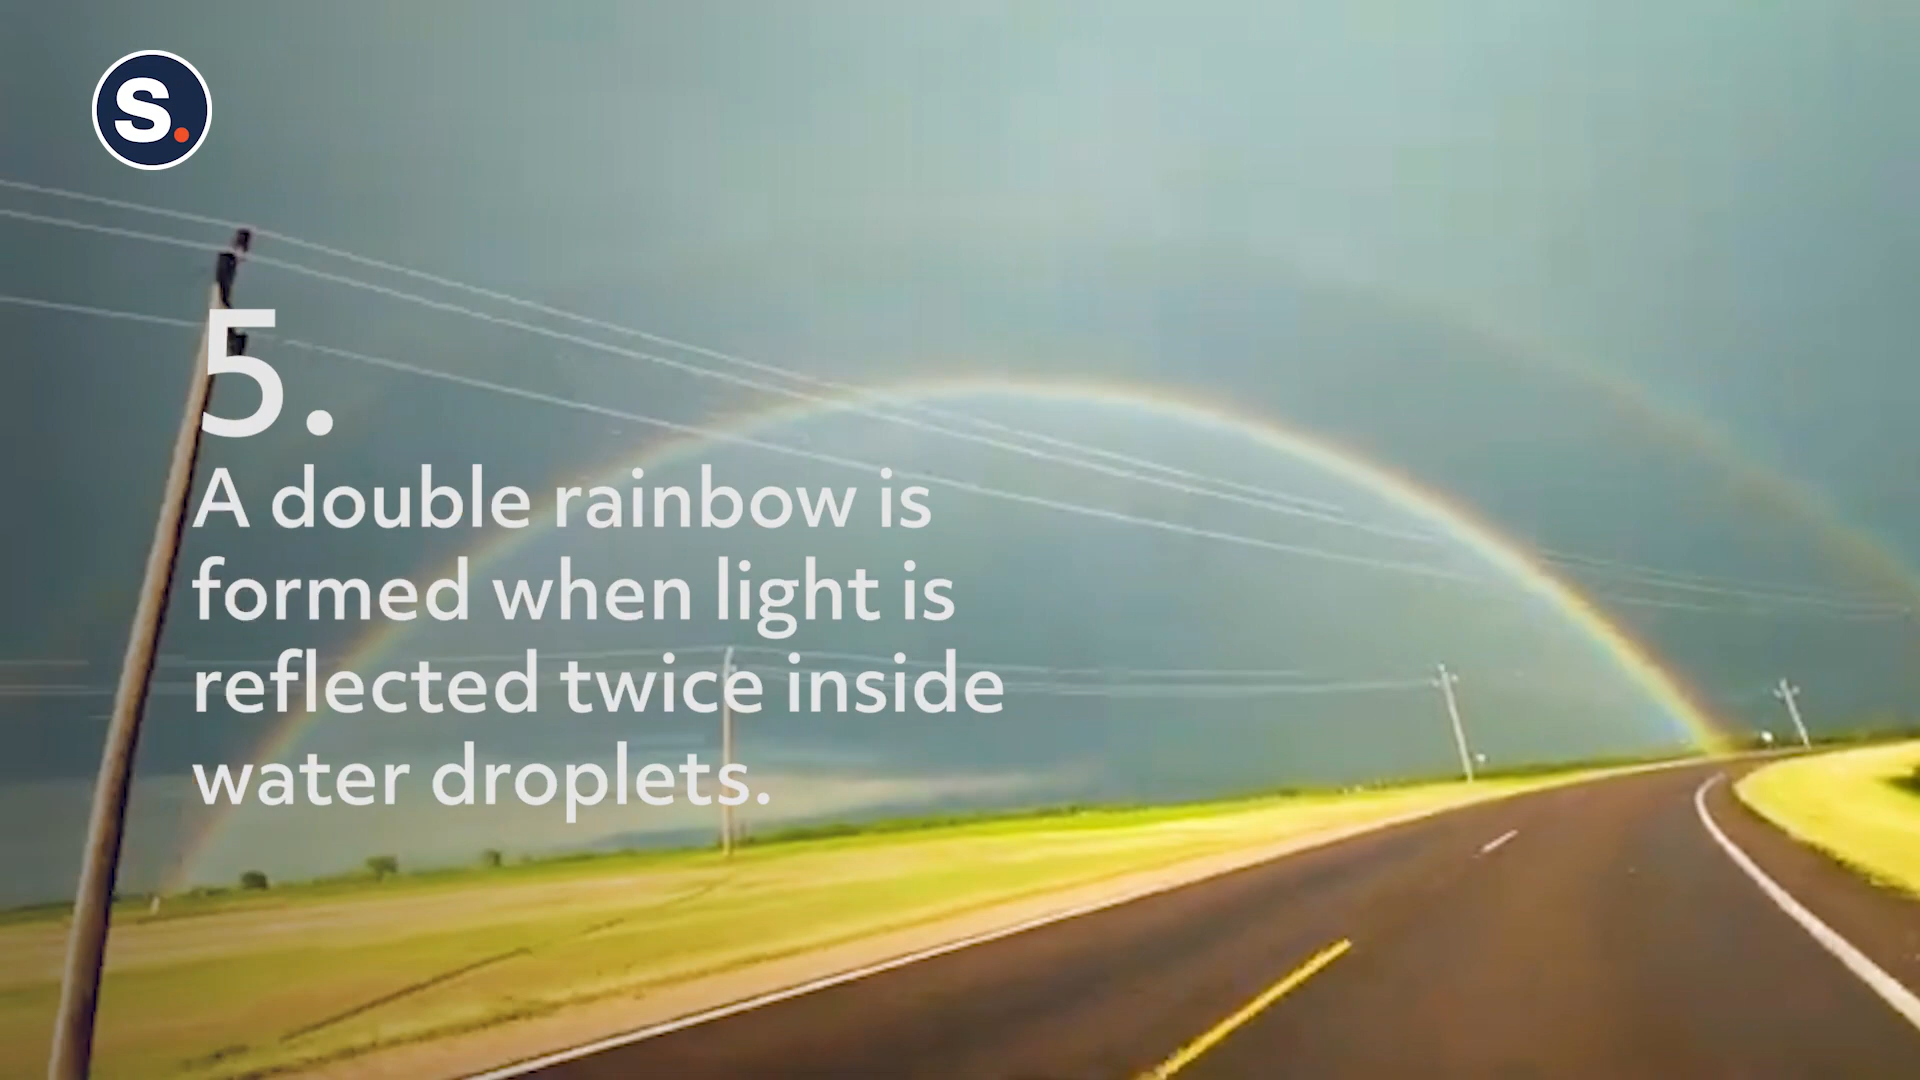 S.
5.
A double rainbow is
formed when light is
reflected twice inside
water droplets.